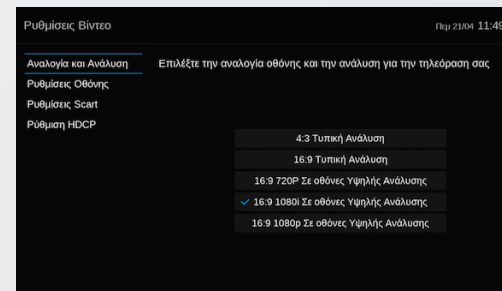 Ρυθμίσεις Βίντεο
Πεμ 21/04 11:49
Αναλογία και Ανάλυση
Επιλέξτε την αναλογία οθόνης και την ανάλυση για την τηλεόραση σας
Ρυθμίσεις Οθόνης
Ρυθμίσεις Scart
Ρύθμιση HDCP
4:3 Τυπική Ανάλυση
16:9 Τυπική Ανάλυση
16:9 720P Σε οθόνες Υψηλής Ανάλυσης
16:9 1080i Σε οθόνες Υψηλής Ανάλυσης
16:9 1080p Σε οθόνες Υψηλής Ανάλυσης